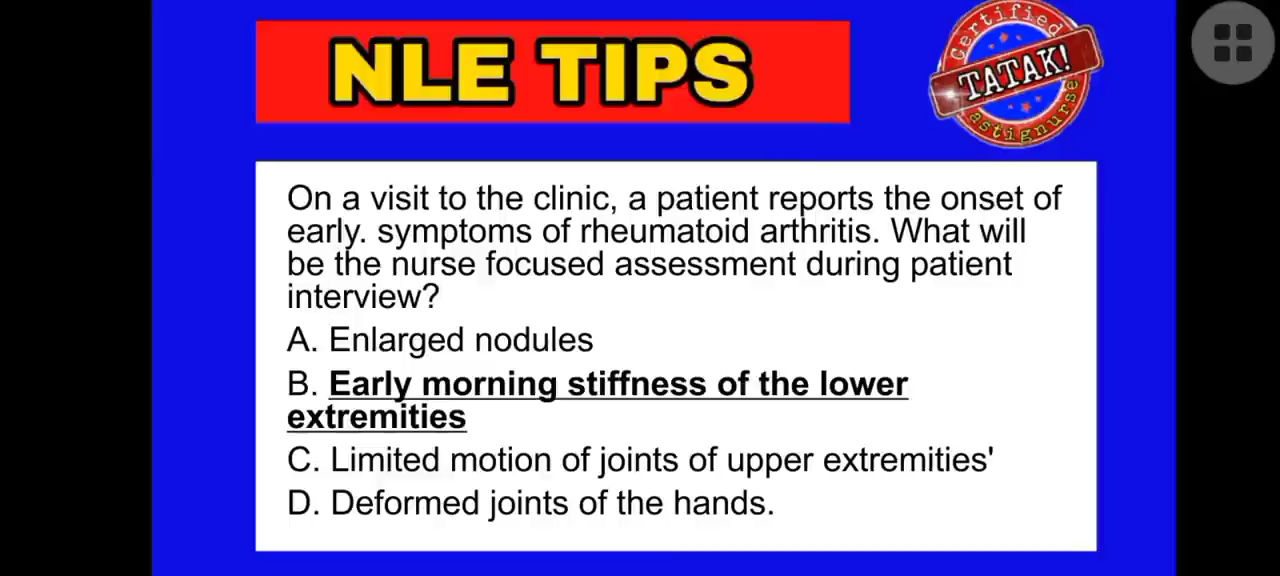 NLE TIPS
Certified
TATAK!
astignurse
On a visit to the clinic, a patient reports the onset of
early. symptoms of rheumatoid arthritis. What will
be the nurse focused assessment during patient
interview?
A. Enlarged nodules
B. Early morning stiffness of the lower
extremities
C. Limited motion of joints of upper extremities'
D. Deformed joints of the hands.